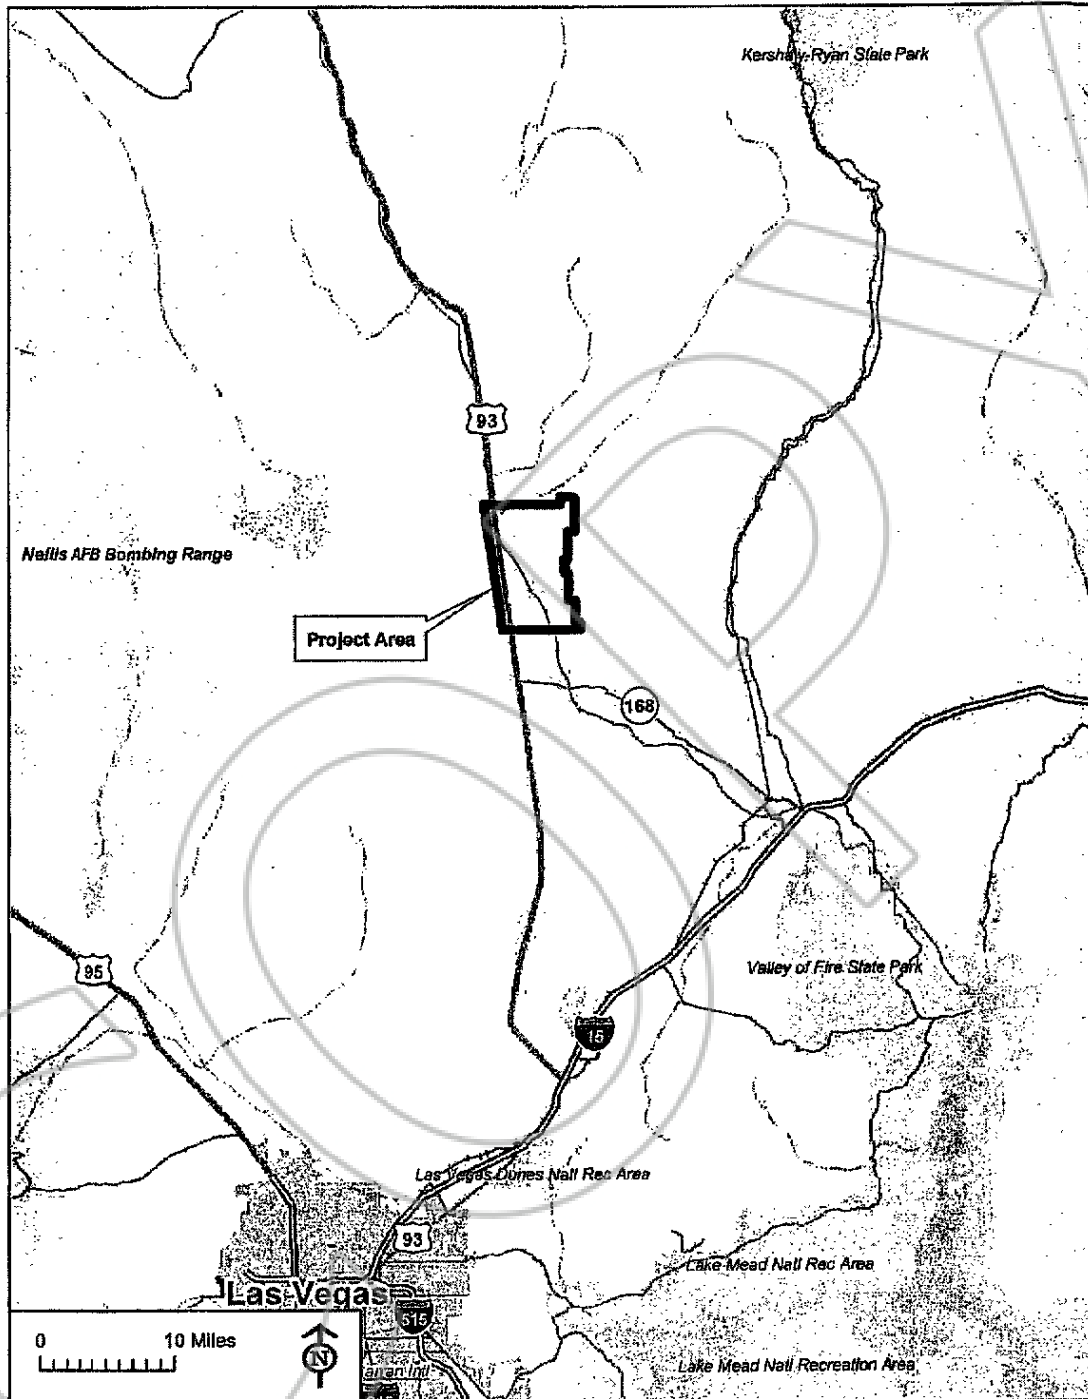 Kershaw-Ryan State Park
93
Nellis AFB Bombing Range
Project Area
168
95
Valley of Fire State Park
15
Las Vegas Dunes Natl Rec Area
93
Lake Mead Natl Rec Area
Las Vegas
515
0 10 Miles
N
Lake Mead Natl Recreation Area